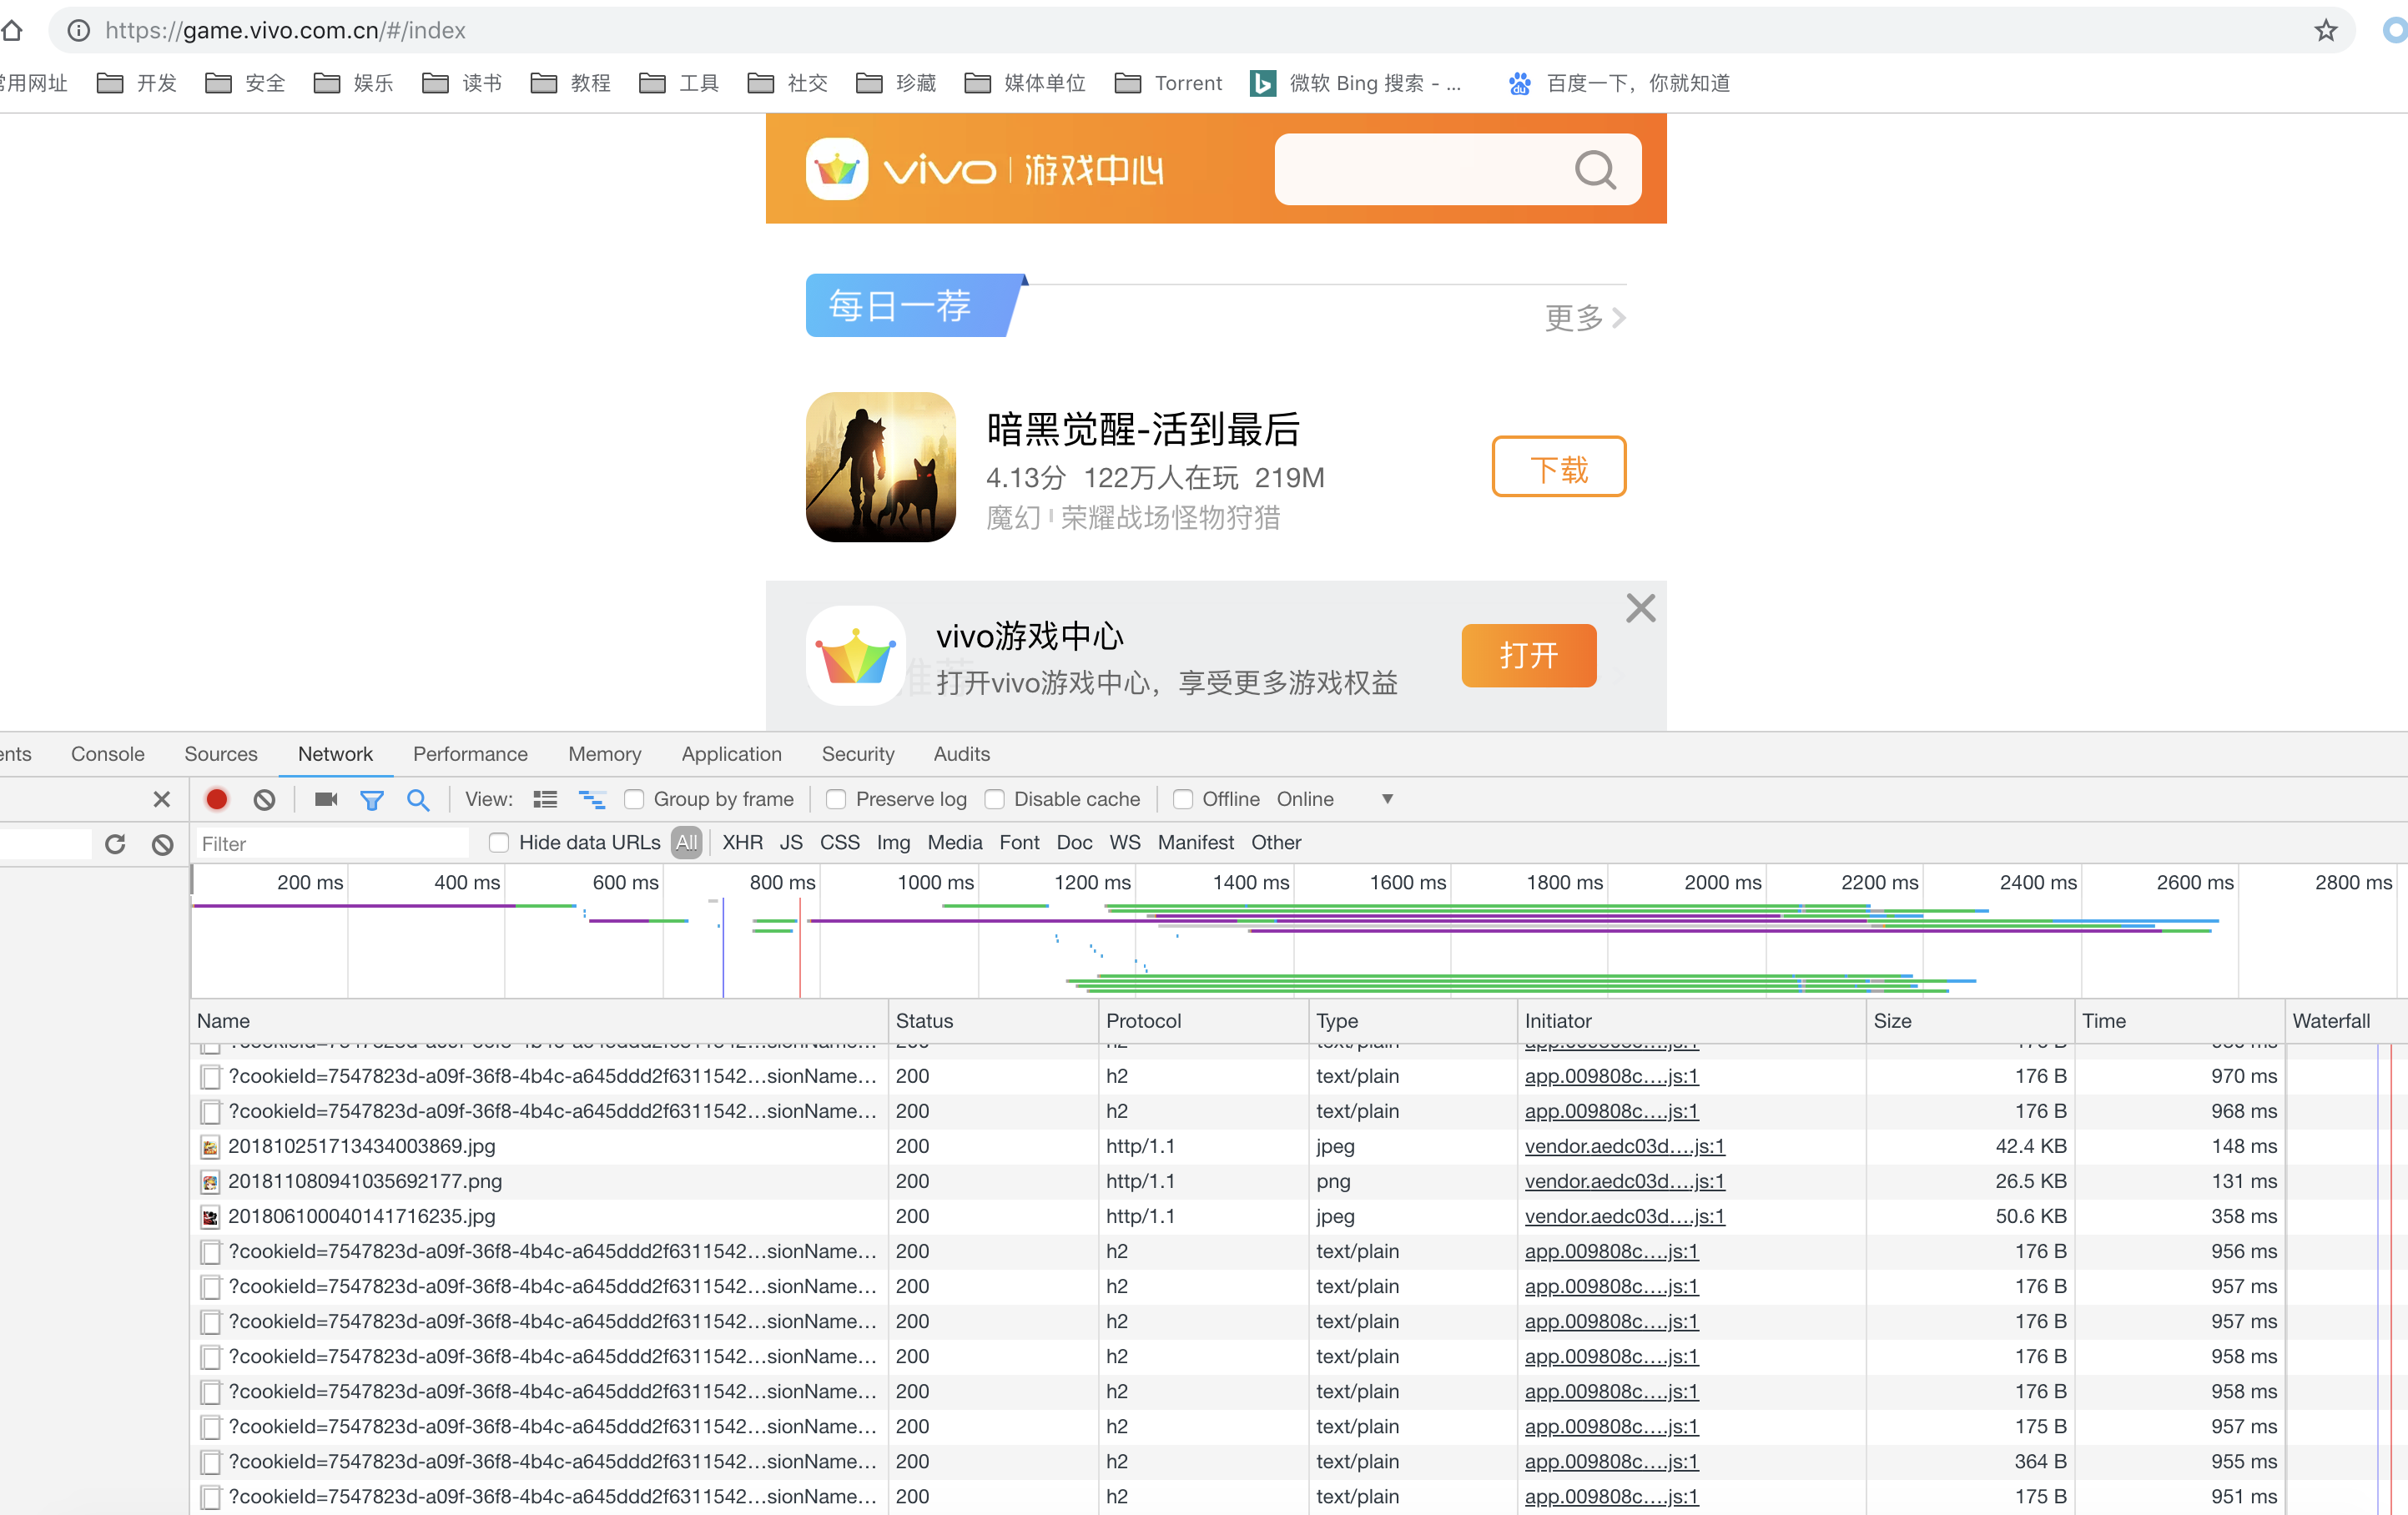 https://game.vivo.com.cn/#/index
常用网址 开发 安全 娱乐 读书 教程 工具 社交 珍藏 媒体单位 Torrent 微软 Bing 搜索 - ... 百度一下，你就知道
vivo 游戏中心
每日一荐
更多
暗黑觉醒-活到最后
4.13分 122万人在玩 219M
下载
魔幻 荣耀战场怪物狩猎
vivo游戏中心
打开
打开vivo游戏中心，享受更多游戏权益
ents Console Sources Network Performance Memory Application Security Audits
View: Group by frame Preserve log Disable cache Offline Online
Filter Hide data URLs All XHR JS CSS Img Media Font Doc WS Manifest Other
200 ms 400 ms 600 ms 800 ms 1000 ms 1200 ms 1400 ms 1600 ms 1800 ms 2000 ms 2200 ms 2400 ms 2600 ms 2800 ms
Name Status Protocol Type Initiator Size Time Waterfall
?cookieId=7547823d-a09f-36f8-4b4c-a645ddd2f6311542...sionName... 200 h2 text/plain app.009808c....js:1 176 B 970 ms
?cookieId=7547823d-a09f-36f8-4b4c-a645ddd2f6311542...sionName... 200 h2 text/plain app.009808c....js:1 176 B 968 ms
201810251713434003869.jpg 200 http/1.1 jpeg vendor.aedc03d....js:1 42.4 KB 148 ms
201811080941035692177.png 200 http/1.1 png vendor.aedc03d....js:1 26.5 KB 131 ms
201806100040141716235.jpg 200 http/1.1 jpeg vendor.aedc03d....js:1 50.6 KB 358 ms
?cookieId=7547823d-a09f-36f8-4b4c-a645ddd2f6311542...sionName... 200 h2 text/plain app.009808c....js:1 176 B 956 ms
?cookieId=7547823d-a09f-36f8-4b4c-a645ddd2f6311542...sionName... 200 h2 text/plain app.009808c....js:1 176 B 957 ms
?cookieId=7547823d-a09f-36f8-4b4c-a645ddd2f6311542...sionName... 200 h2 text/plain app.009808c....js:1 176 B 957 ms
?cookieId=7547823d-a09f-36f8-4b4c-a645ddd2f6311542...sionName... 200 h2 text/plain app.009808c....js:1 176 B 958 ms
?cookieId=7547823d-a09f-36f8-4b4c-a645ddd2f6311542...sionName... 200 h2 text/plain app.009808c....js:1 176 B 958 ms
?cookieId=7547823d-a09f-36f8-4b4c-a645ddd2f6311542...sionName... 200 h2 text/plain app.009808c....js:1 175 B 957 ms
?cookieId=7547823d-a09f-36f8-4b4c-a645ddd2f6311542...sionName... 200 h2 text/plain app.009808c....js:1 364 B 955 ms
?cookieId=7547823d-a09f-36f8-4b4c-a645ddd2f6311542...sionName... 200 h2 text/plain app.009808c....js:1 175 B 951 ms